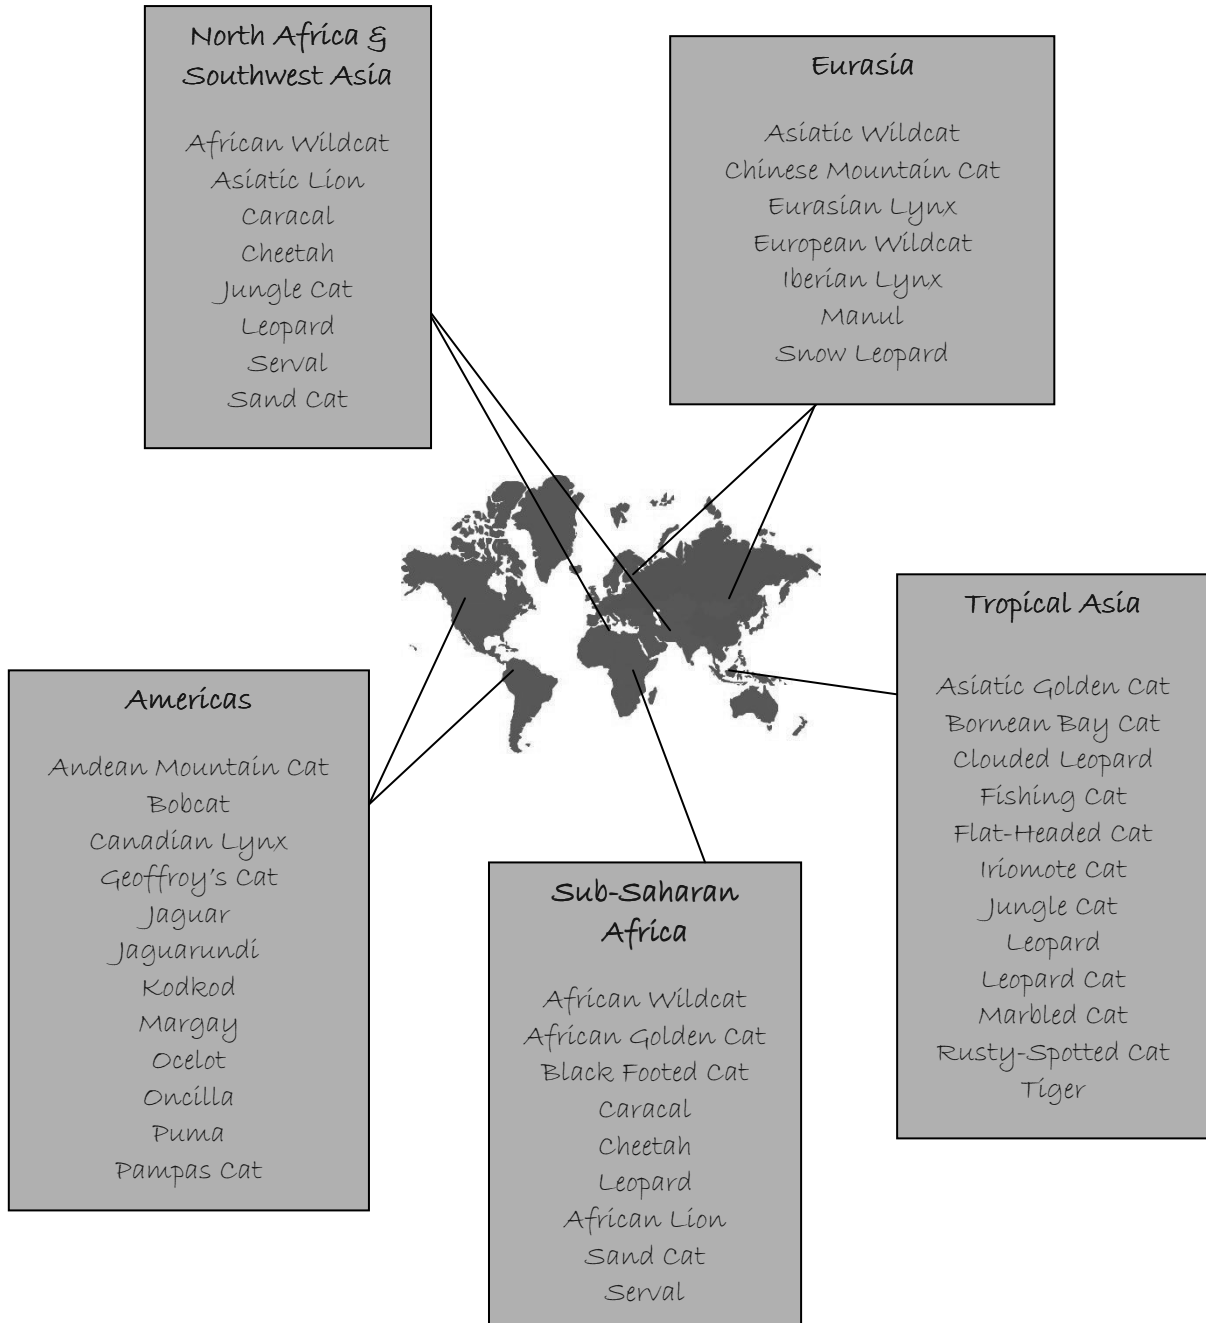 North Africa &
Southwest Asia
African Wildcat
Asiatic Lion
Caracal
Cheetah
Jungle Cat
Leopard
Serval
Sand Cat
Eurasia
Asiatic Wildcat
Chinese Mountain Cat
Eurasian Lynx
European Wildcat
Iberian Lynx
Manul
Snow Leopard
Tropical Asia
Asiatic Golden Cat
Bornean Bay Cat
Clouded Leopard
Fishing Cat
Flat-Headed Cat
Iriomote Cat
Jungle Cat
Leopard
Leopard Cat
Marbled Cat
Rusty-Spotted Cat
Tiger
Americas
Andean Mountain Cat
Bobcat
Canadian Lynx
Geoffroy's Cat
Jaguar
Jaguarundi
Kodkod
Margay
Ocelot
Oncilla
Puma
Pampas Cat
Sub-Saharan
Africa
African Wildcat
African Golden Cat
Black Footed Cat
Caracal
Cheetah
Leopard
African Lion
Sand Cat
Serval